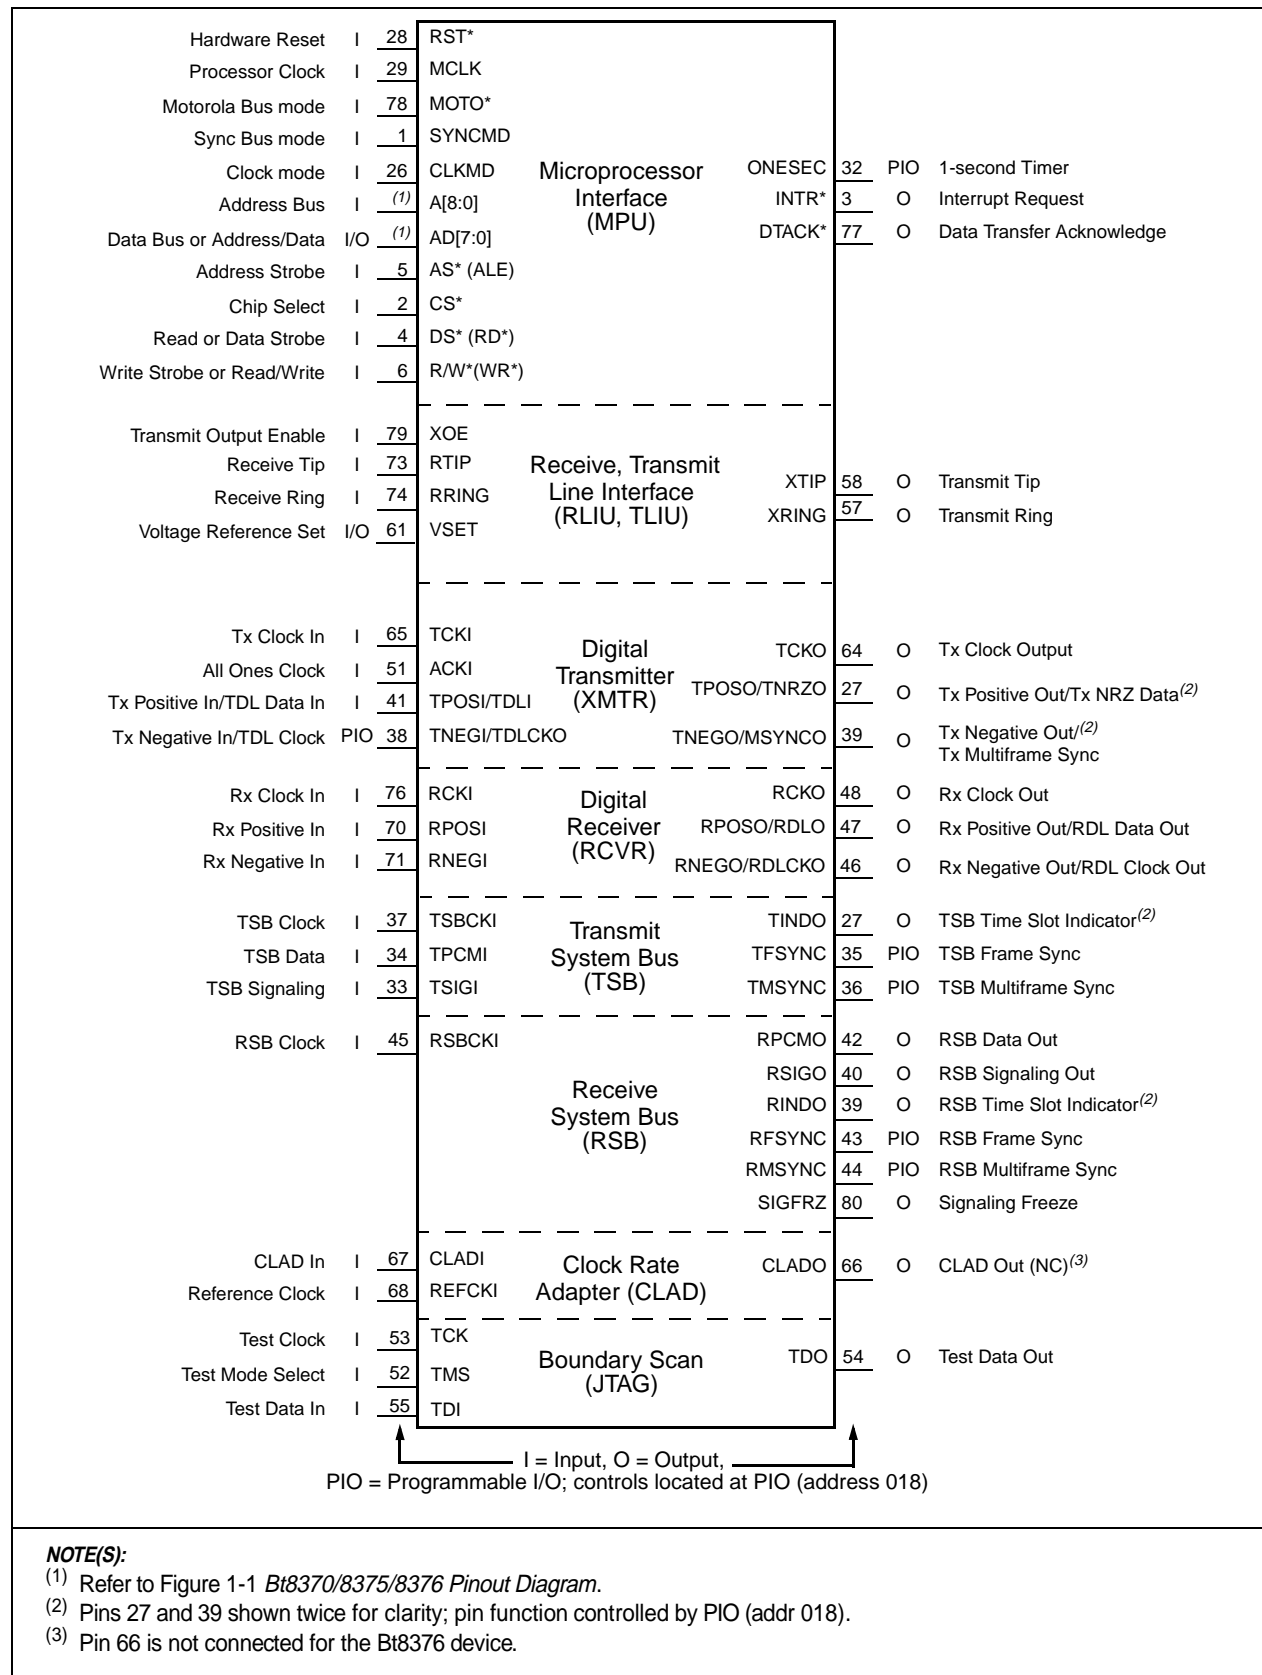 Hardware Reset I 28 RST*
Processor Clock I 29 MCLK
Motorola Bus mode I 78 MOTO*
Sync Bus mode I 1 SYNCMD
Clock mode I 26 CLKMD Microprocessor ONESEC 32 PIO 1-second Timer
Address Bus I (1) A[8:0] Interface INTR* 3 O Interrupt Request
Data Bus or Address/Data I/O (1) AD[7:0] (MPU) DTACK* 77 O Data Transfer Acknowledge
Address Strobe I 5 AS* (ALE)
Chip Select I 2 CS*
Read or Data Strobe I 4 DS* (RD*)
Write Strobe or Read/Write I 6 R/W*(WR*)
Transmit Output Enable I 79 XOE
Receive Tip I 73 RTIP Receive, Transmit XTIP 58 O Transmit Tip
Receive Ring I 74 RRING Line Interface
Voltage Reference Set I/O 61 VSET (RLIU, TLIU) XRING 57 O Transmit Ring
Tx Clock In I 65 TCKI Digital TCKO 64 O Tx Clock Output
All Ones Clock I 51 ACKI Transmitter TPOSO/TNRZO 27 O Tx Positive Out/Tx NRZ Data(2)
Tx Positive In/TDL Data In I 41 TPOSI/TDLI (XMTR)
Tx Negative In/TDL Clock PIO 38 TNEGI/TDLCKO TNEGO/MSYNCO 39 O Tx Negative Out/(2)
Tx Multiframe Sync
Rx Clock In I 76 RCKI Digital RCKO 48 O Rx Clock Out
Rx Positive In I 70 RPOSI Receiver RPOSO/RDLO 47 O Rx Positive Out/RDL Data Out
Rx Negative In I 71 RNEGI (RCVR) RNEGO/RDLCKO 46 O Rx Negative Out/RDL Clock Out
TSB Clock I 37 TSBCKI Transmit TINDO 27 O TSB Time Slot Indicator(2)
TSB Data I 34 TPCMI System Bus TFSYNC 35 PIO TSB Frame Sync
TSB Signaling I 33 TSIGI (TSB) TMSYNC 36 PIO TSB Multiframe Sync
RSB Clock I 45 RSBCKI RPCMO 42 O RSB Data Out
RSIGO 40 O RSB Signaling Out
Receive RINDO 39 O RSB Time Slot Indicator(2)
System Bus RFSYNC 43 PIO RSB Frame Sync
(RSB) RMSYNC 44 PIO RSB Multiframe Sync
SIGFRZ 80 O Signaling Freeze
CLAD In I 67 CLADI Clock Rate CLADO 66 O CLAD Out (NC)(3)
Reference Clock I 68 REFCKI Adapter (CLAD)
Test Clock I 53 TCK
Test Mode Select I 52 TMS Boundary Scan TDO 54 O Test Data Out
Test Data In I 55 TDI (JTAG)
I = Input, O = Output,
PIO = Programmable I/O; controls located at PIO (address 018)
NOTE(S):
(1) Refer to Figure 1-1 Bt8370/8375/8376 Pinout Diagram.
(2) Pins 27 and 39 shown twice for clarity; pin function controlled by PIO (addr 018).
(3) Pin 66 is not connected for the Bt8376 device.